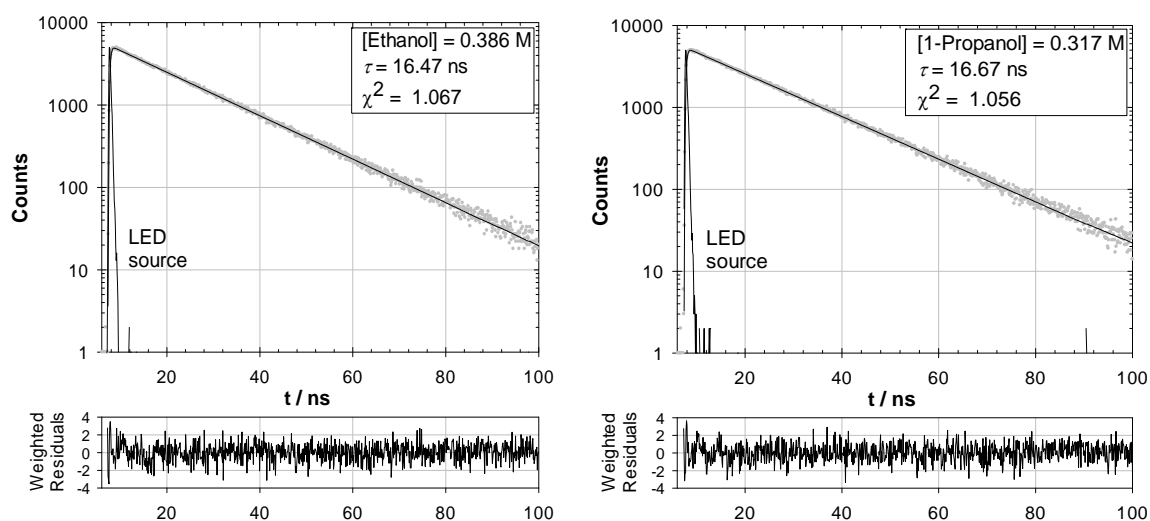 10000
1000
100
10
1
Counts
[Ethanol] = 0.386 M
τ = 16.47 ns
χ² = 1.067
LED
source
20 40 60 80 100
t / ns
Weighted
Residuals
4
2
0
-2
-4
20 40 60 80 100
10000
1000
100
10
1
Counts
[1-Propanol] = 0.317 M
τ = 16.67 ns
χ² = 1.056
LED
source
20 40 60 80 100
t / ns
Weighted
Residuals
4
2
0
-2
-4
20 40 60 80 100